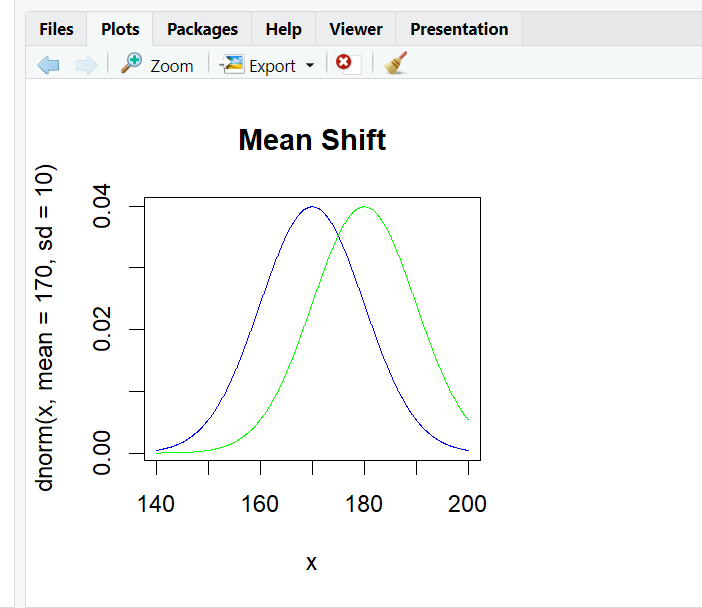 Files Plots Packages Help Viewer Presentation
Zoom Export
Mean Shift
dnorm(x, mean = 170, sd = 10)
0.04
0.02
0.00
140 160 180 200
x